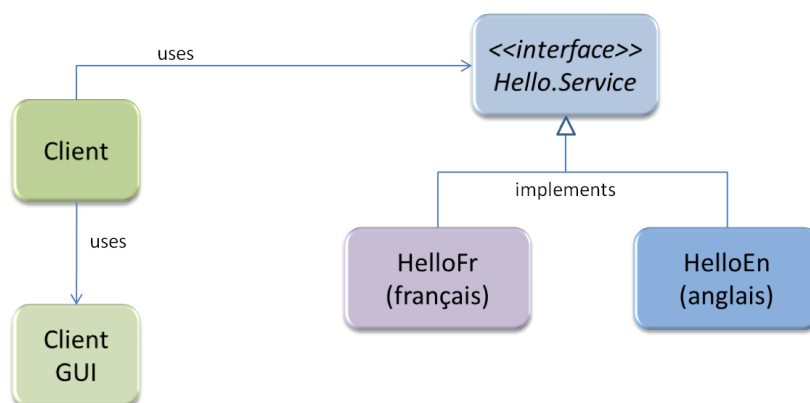 uses
<<interface>>
Hello.Service
Client
implements
uses
HelloFr
(français)
HelloEn
(anglais)
Client
GUI